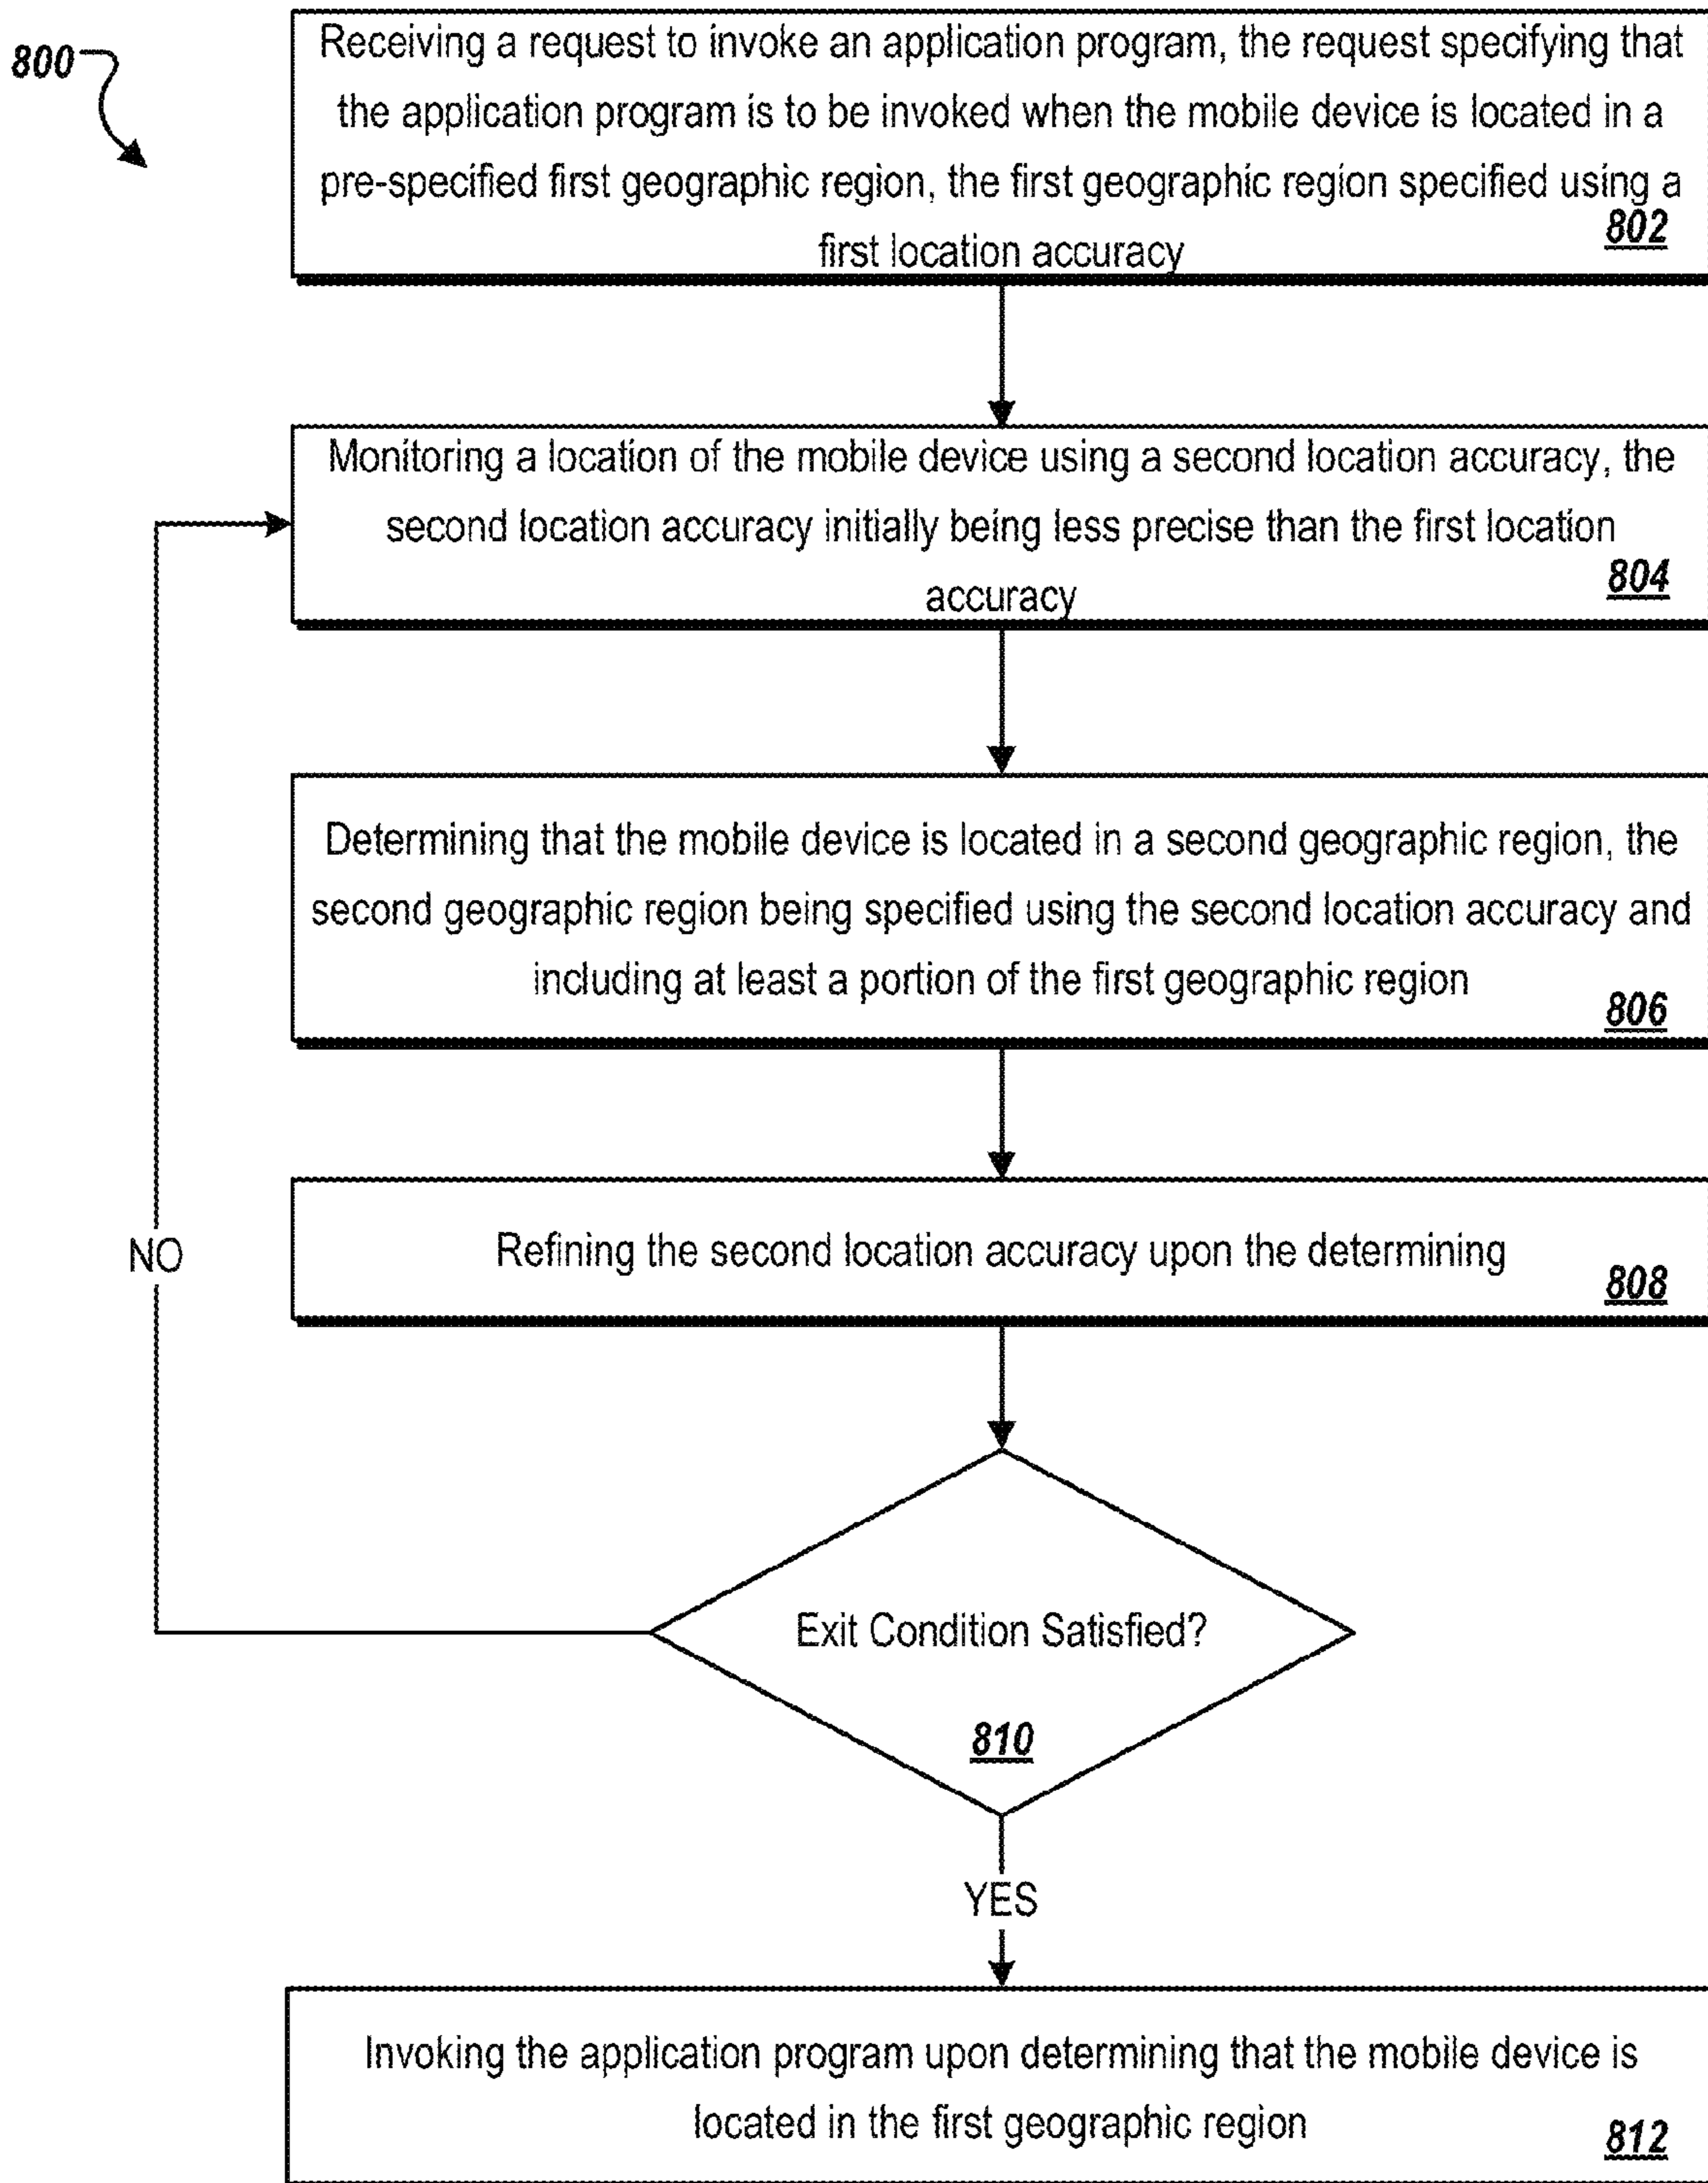 800
Receiving a request to invoke an application program, the request specifying that
the application program is to be invoked when the mobile device is located in a
pre-specified first geographic region, the first geographic region specified using a
first location accuracy
802
Monitoring a location of the mobile device using a second location accuracy, the
second location accuracy initially being less precise than the first location
accuracy
804
Determining that the mobile device is located in a second geographic region, the
second geographic region being specified using the second location accuracy and
including at least a portion of the first geographic region
806
Refining the second location accuracy upon the determining
808
NO
Exit Condition Satisfied?
810
YES
Invoking the application program upon determining that the mobile device is
located in the first geographic region
812